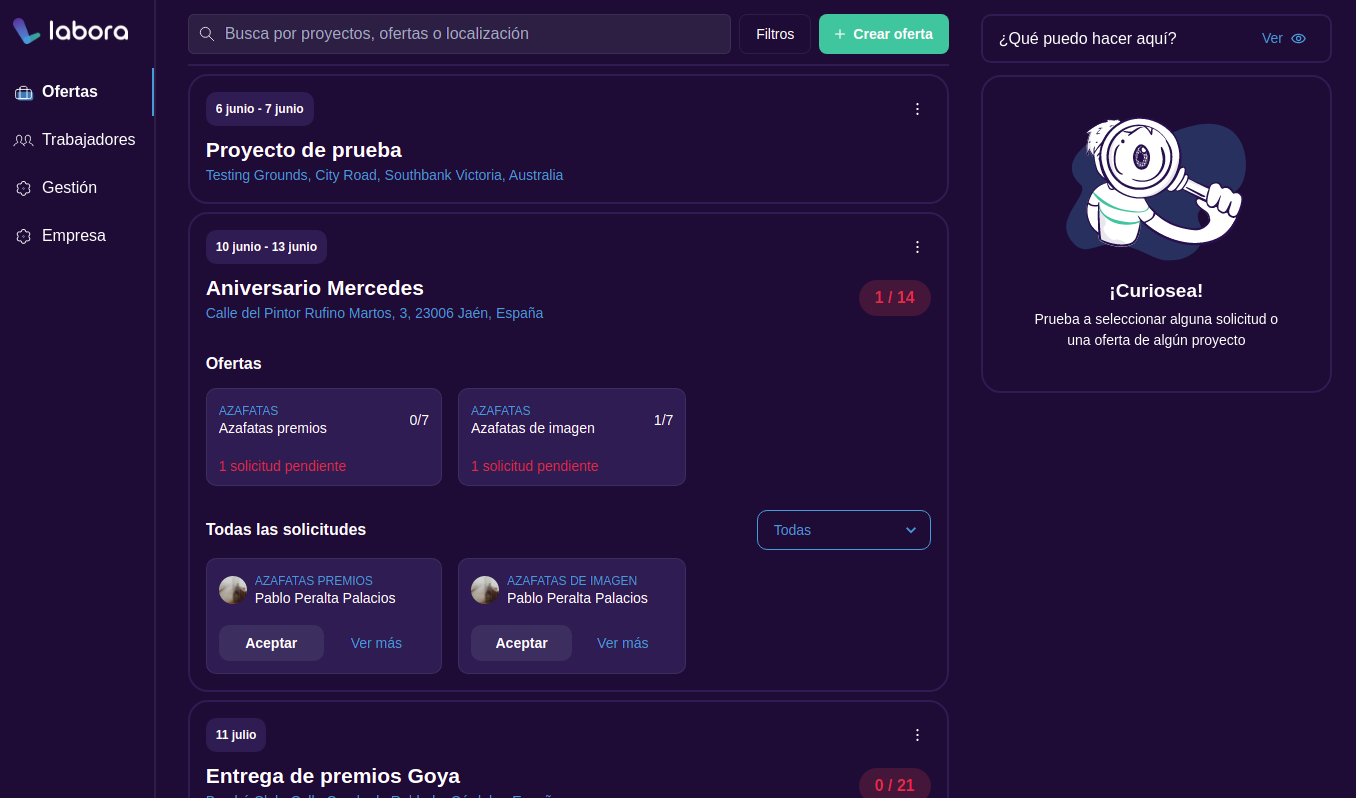 labora
Ofertas
Trabajadores
Gestión
Empresa
Busca por proyectos, ofertas o localización
Filtros
+ Crear oferta
6 junio - 7 junio
Proyecto de prueba
Testing Grounds, City Road, Southbank Victoria, Australia
10 junio - 13 junio
Aniversario Mercedes
1 / 14
Calle del Pintor Rufino Martos, 3, 23006 Jaén, España
Ofertas
AZAFATAS
Azafatas premios
0/7
1 solicitud pendiente
AZAFATAS
Azafatas de imagen
1/7
1 solicitud pendiente
Todas las solicitudes
Todas
AZAFATAS PREMIOS
Pablo Peralta Palacios
Aceptar
Ver más
AZAFATAS DE IMAGEN
Pablo Peralta Palacios
Aceptar
Ver más
11 julio
Entrega de premios Goya
0 / 21
¿Qué puedo hacer aquí?
Ver
¡Curiosea!
Prueba a seleccionar alguna solicitud o
una oferta de algún proyecto